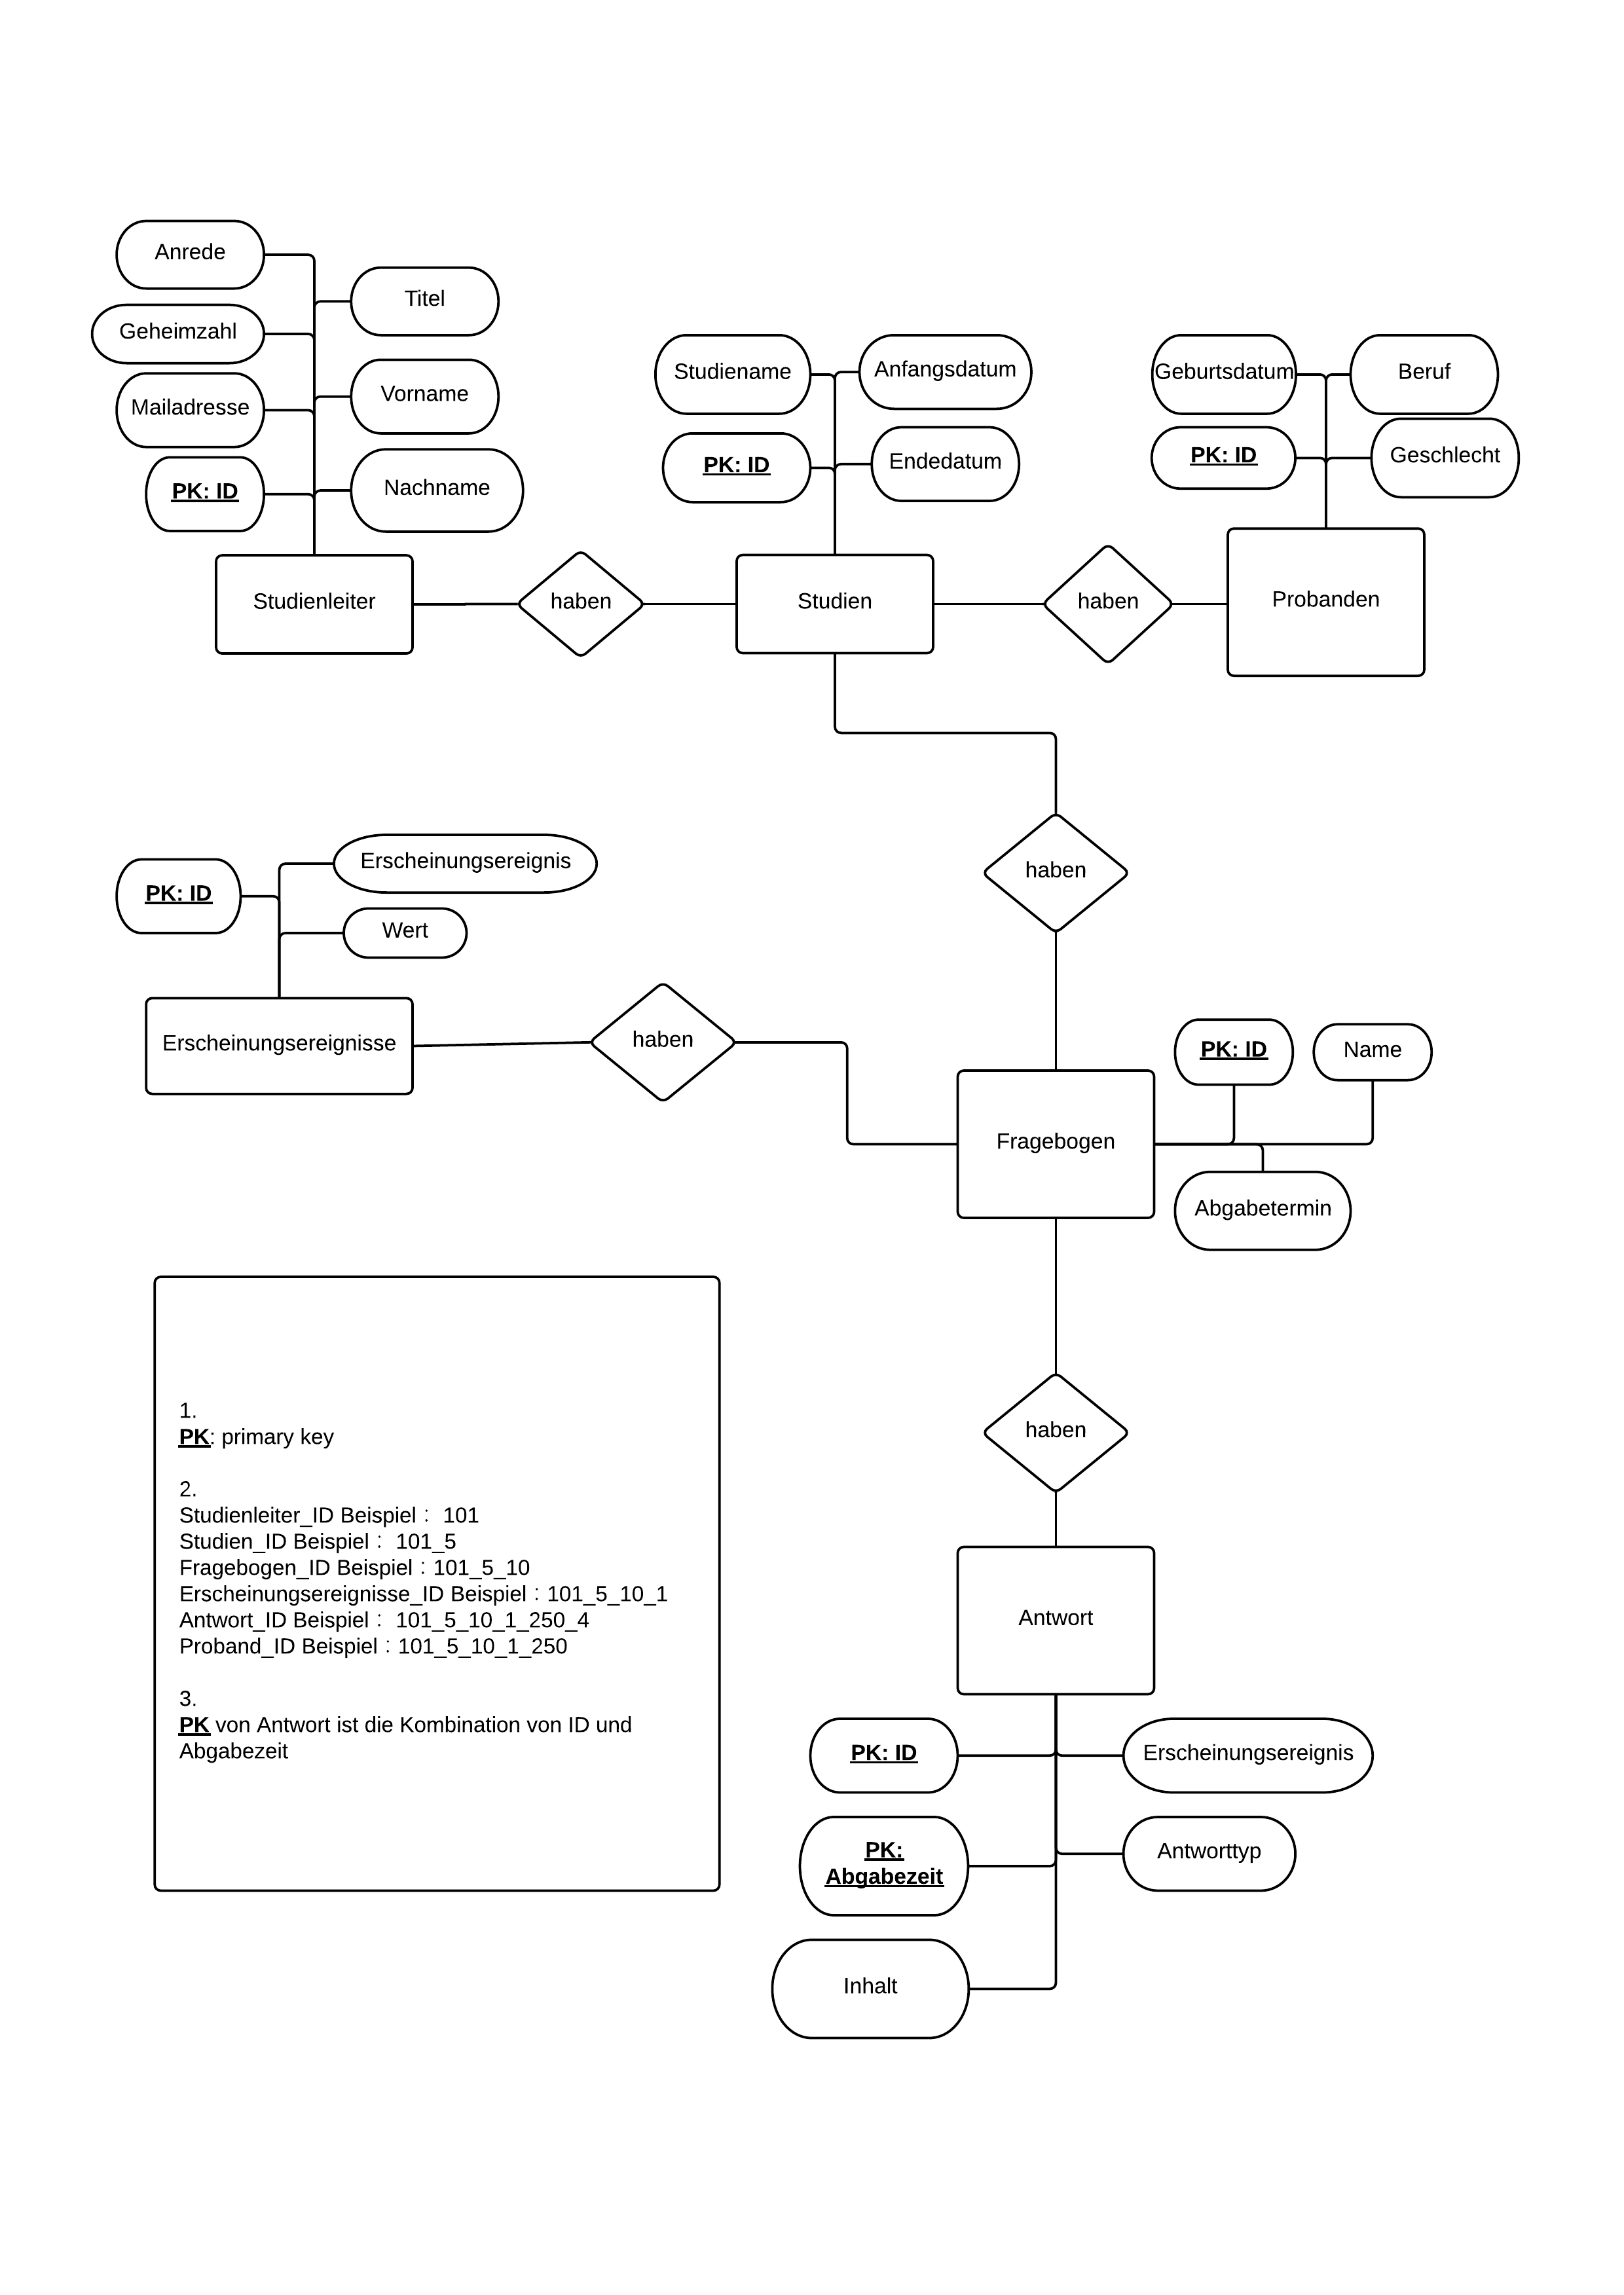 Anrede
Titel
Geheimzahl
Vorname
Mailadresse
Nachname
PK: ID
Studienleiter
haben
Studiename
Anfangsdatum
PK: ID
Endedatum
Studien
haben
Geburtsdatum
Beruf
PK: ID
Geschlecht
Probanden
haben
Erscheinungsereignis
PK: ID
Wert
Erscheinungsereignisse
haben
PK: ID
Name
Fragebogen
Abgabetermin
haben
1.
PK: primary key
2.
Studienleiter_ID Beispiel： 101
Studien_ID Beispiel： 101_5
Fragebogen_ID Beispiel：101_5_10
Erscheinungsereignisse_ID Beispiel：101_5_10_1
Antwort_ID Beispiel： 101_5_10_1_250_4
Proband_ID Beispiel：101_5_10_1_250
3.
PK von Antwort ist die Kombination von ID und
Abgabezeit
Antwort
PK: ID
Erscheinungsereignis
PK:
Abgabezeit
Antworttyp
Inhalt